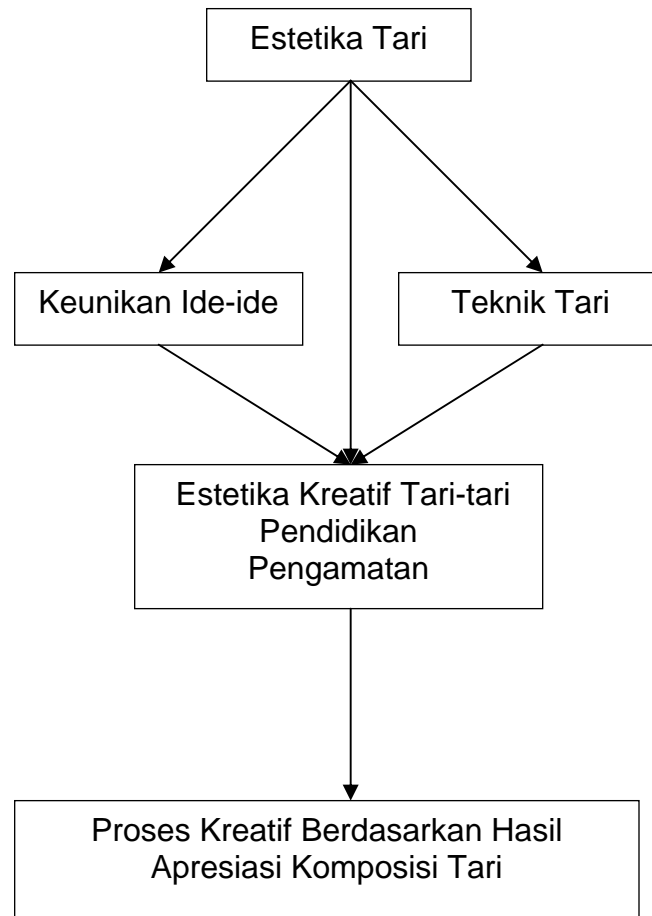 Estetika Tari
Keunikan Ide-ide
Teknik Tari
Estetika Kreatif Tari-tari
Pendidikan
Pengamatan
Proses Kreatif Berdasarkan Hasil
Apresiasi Komposisi Tari